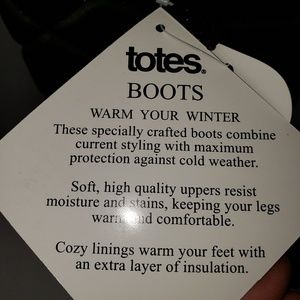 totes®
BOOTS
WARM YOUR WINTER
These specially crafted boots combine
current styling with maximum
protection against cold weather.
Soft, high quality uppers resist
moisture and stains, keeping your legs
warm and comfortable.
Cozy linings warm your feet with
an extra layer of insulation.